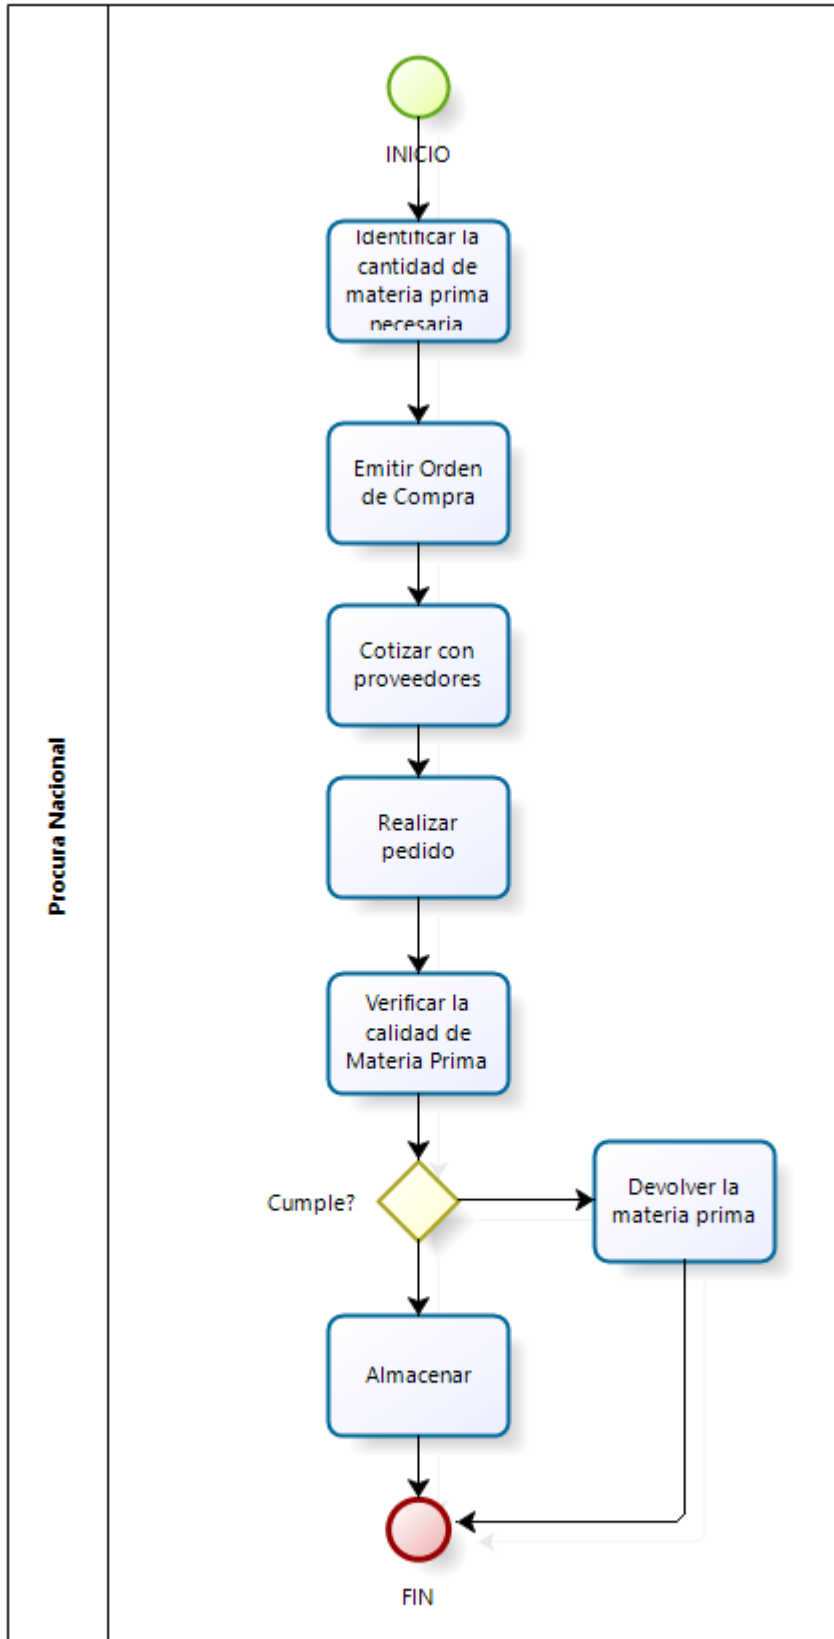 Procura Nacional
INICIO
Identificar la
cantidad de
materia prima
necesaria
Emitir Orden
de Compra
Cotizar con
proveedores
Realizar
pedido
Verificar la
calidad de
Materia Prima
Cumple?
Devolver la
materia prima
Almacenar
FIN